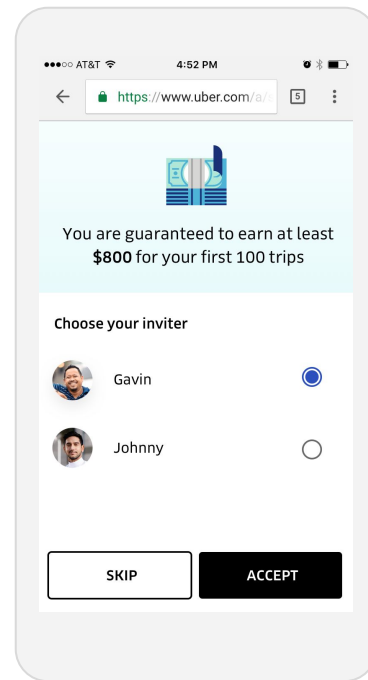 ●●●○○ AT&T 4:52 PM
https://www.uber.com/a/
5
You are guaranteed to earn at least
$800 for your first 100 trips
Choose your inviter
Gavin
Johnny
SKIP ACCEPT